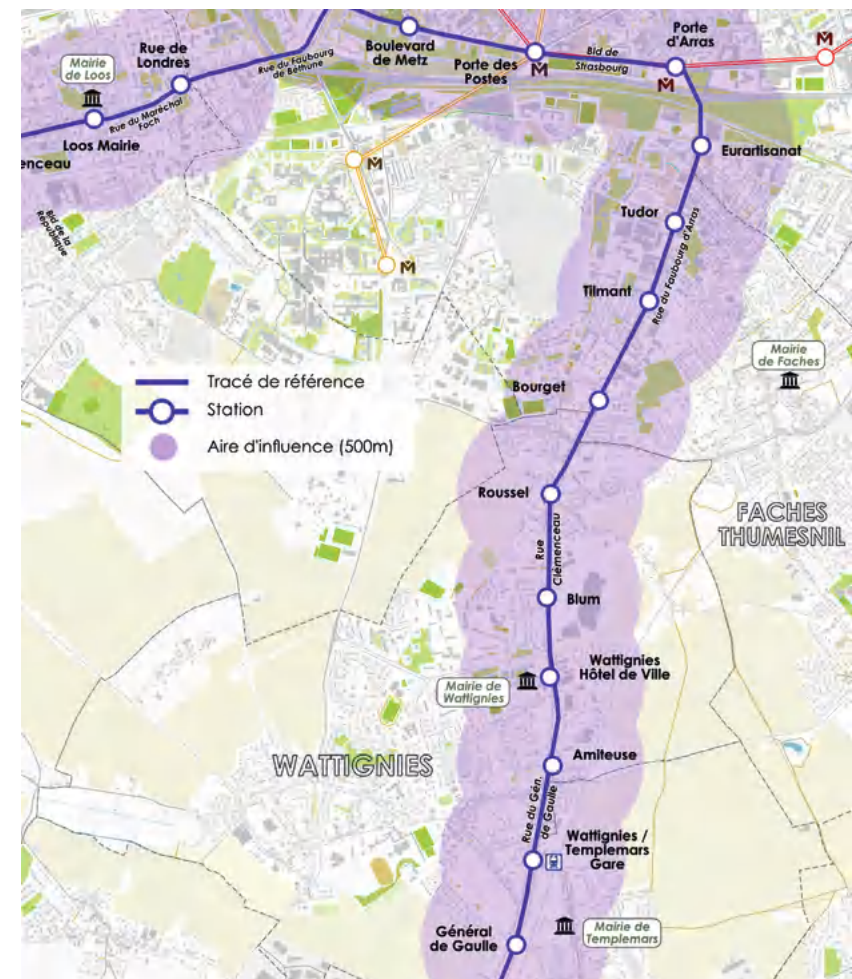 Mairie
de Loos
Rue de
Londres
Rue du Faubourg
de Béthune
Boulevard
de Metz
Porte des
Postes
Bld de
Strasbourg
Porte
d'Arras
M
M
M
Rue du Maréchal
Foch
Loos Mairie
enceau
M
M
Eurartisanat
Bld de la
République
Tudor
Rue du Faubourg d'Arras
Tilmant
Mairie
de Faches
Tracé de référence
Station
Aire d'influence (500m)
Bourget
Roussel
Rue
Clémenceau
FACHES
THUMESNIL
Blum
Wattignies
Hôtel de Ville
Mairie de
Wattignies
WATTIGNIES
Amiteuse
Rue du Gén.
de Gaulle
Wattignies /
Templemars
Gare
Général
de Gaulle
Mairie de
Templemars